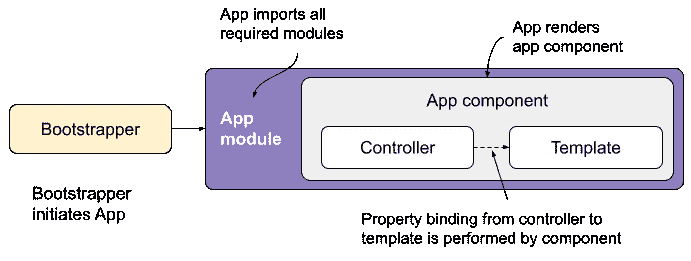 App imports all
required modules
App renders
app component
Bootstrapper
App
module
App component
Controller
Template
Bootstrapper
initiates App
Property binding from controller to
template is performed by component